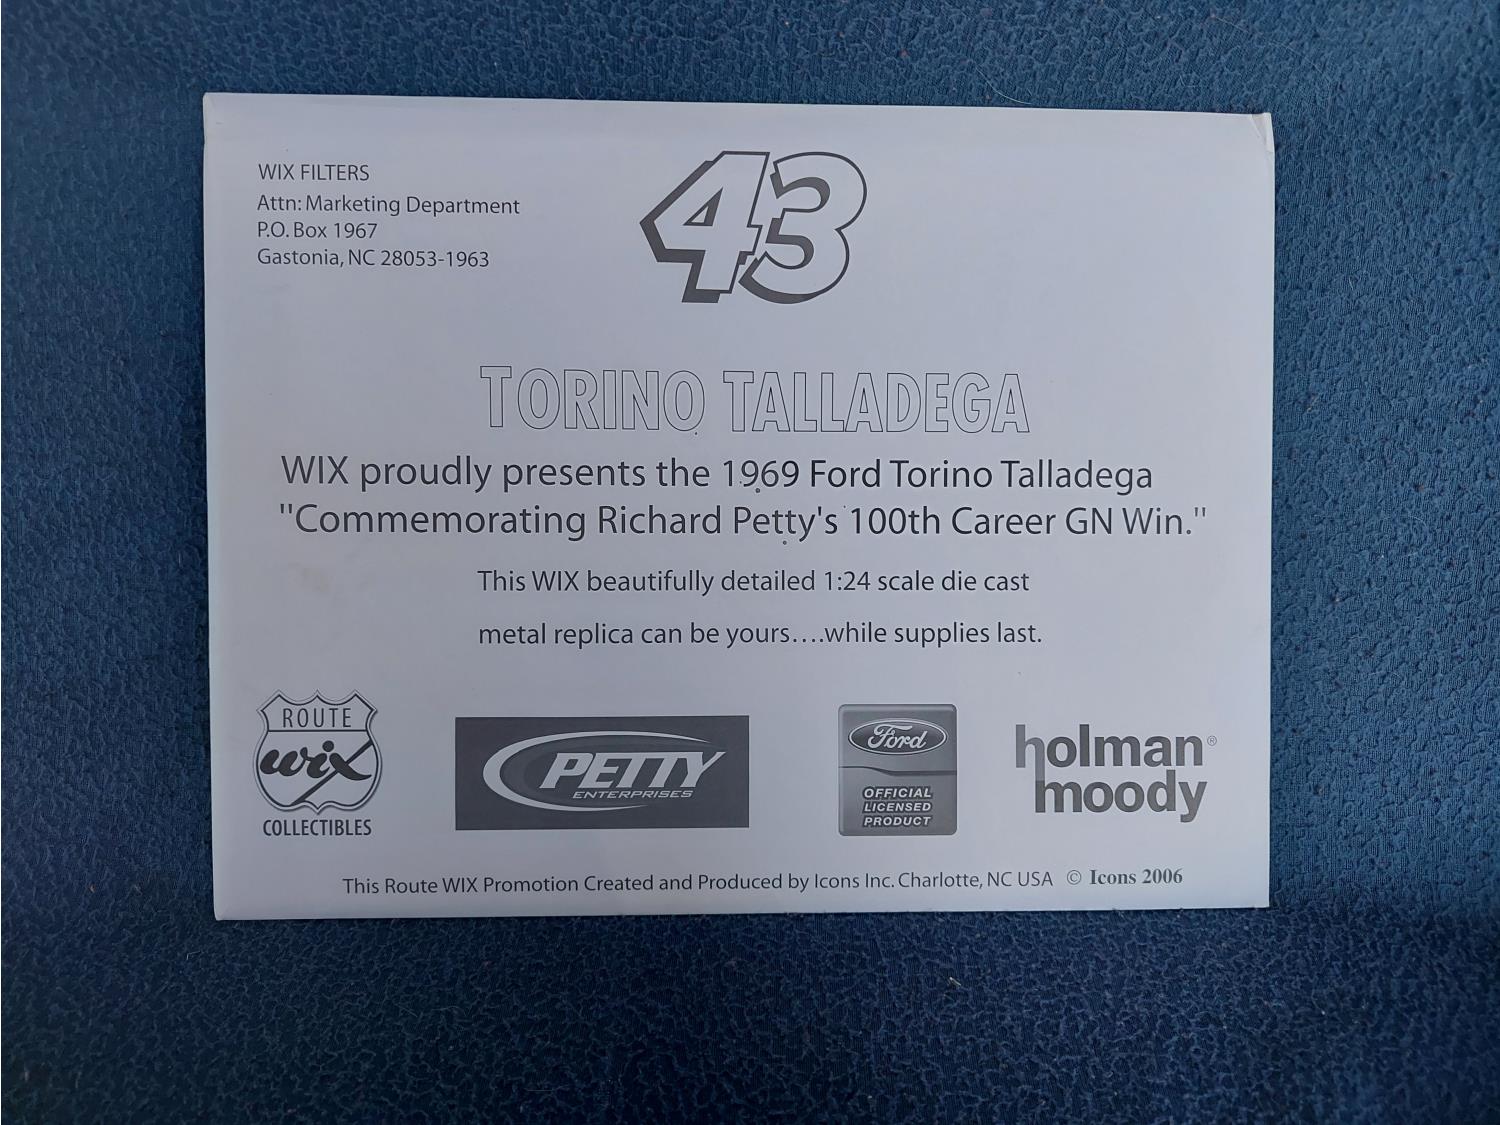 WIX FILTERS
Attn: Marketing Department
P.O. Box 1967
Gastonia, NC 28053-1963
43
TORINO TALLADEGA
WIX proudly presents the 1969 Ford Torino Talladega
"Commemorating Richard Petty's 100th Career GN Win."
This WIX beautifully detailed 1:24 scale die cast
metal replica can be yours....while supplies last.
ROUTE
wix
COLLECTIBLES
PETTY
ENTERPRISES
Ford
OFFICIAL
LICENSED
PRODUCT
holman®
moody
This Route WIX Promotion Created and Produced by Icons Inc. Charlotte, NC USA © Icons 2006